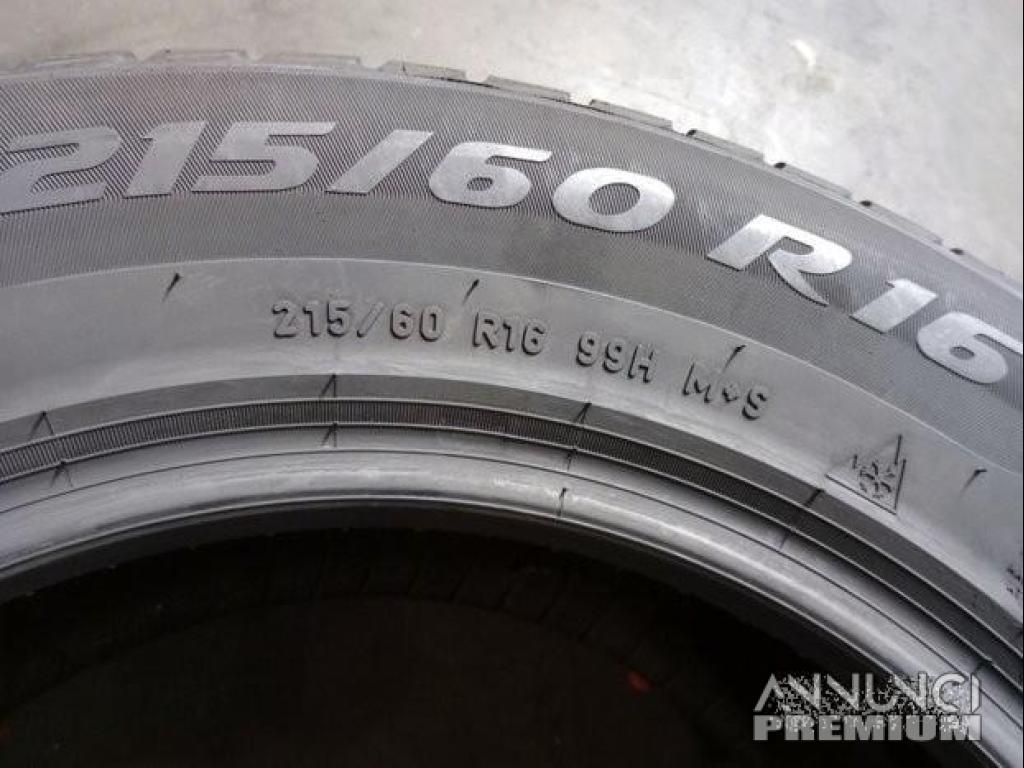 215/60 R16
215/60 R16 99H M+S
ANNUNCI
PREMIUM